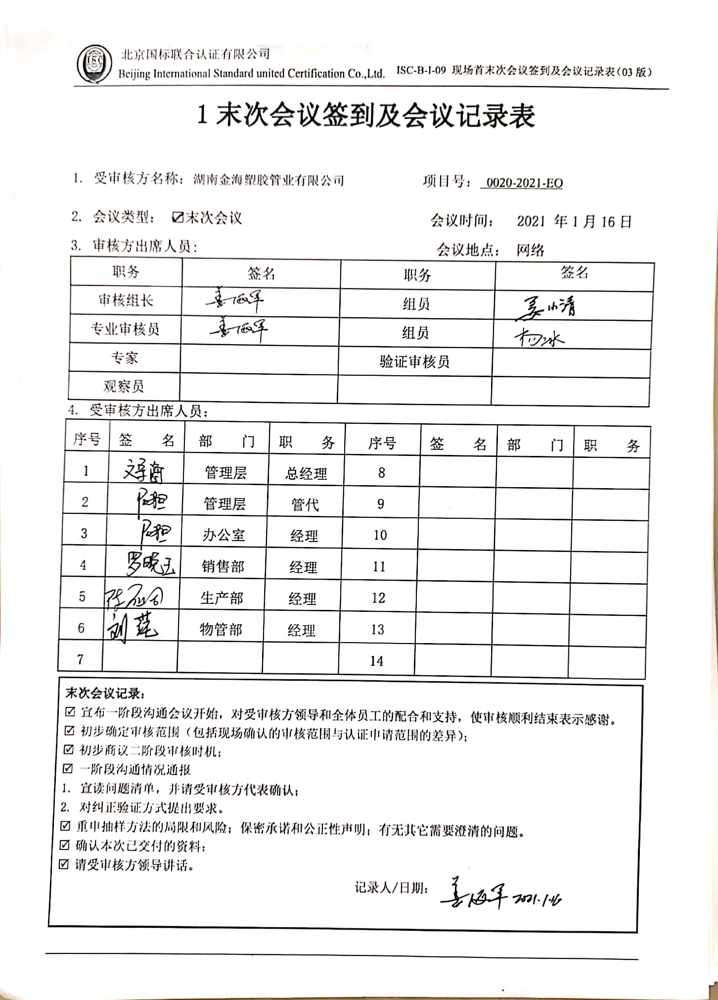 ISC
北京国标联合认证有限公司
Beijing International Standard united Certification Co.,Ltd. ISC-B-I-09 现场首末次会议签到及会议记录表(03 版)
1 末次会议签到及会议记录表
1. 受审核方名称：湖南金海塑胶管业有限公司 项目号： 0020-2021-EO
2. 会议类型： ☑末次会议 会议时间： 2021 年 1 月 16 日
3. 审核方出席人员: 会议地点： 网络
职务 签名 职务 签名
审核组长 姜海军 组员 姜小清
专业审核员 姜海军 组员 杨冰
专家 验证审核员
观察员
4. 受审核方出席人员：
序号 签 名 部 门 职 务 序号 签 名 部 门 职 务
1 管理层 总经理 8
2 管理层 管代 9
3 办公室 经理 10
4 罗晓玉 销售部 经理 11
5 生产部 经理 12
6 刘莲 物管部 经理 13
7 14
末次会议记录：
☑ 宣布一阶段沟通会议开始，对受审核方领导和全体员工的配合和支持，使审核顺利结束表示感谢。
☑ 初步确定审核范围（包括现场确认的审核范围与认证申请范围的差异）；
☑ 初步商议二阶段审核时机；
☑ 一阶段沟通情况通报
1. 宣读问题清单，并请受审核方代表确认；
2. 对纠正验证方式提出要求。
☑ 重申抽样方法的局限和风险；保密承诺和公正性声明；有无其它需要澄清的问题。
☑ 确认本次已交付的资料：
☑ 请受审核方领导讲话。
记录人/日期： 姜海军 2021.1.16